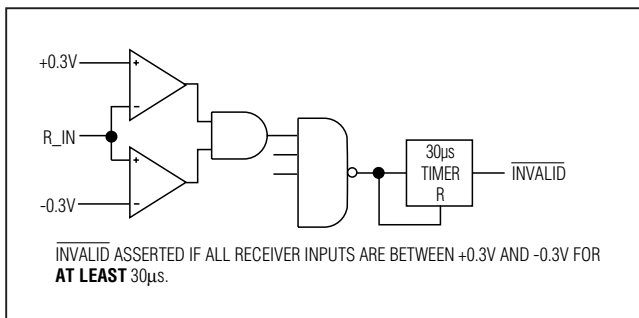 +0.3V
+
-
R_IN
+
-
-0.3V
30µs
TIMER
R
INVALID
INVALID ASSERTED IF ALL RECEIVER INPUTS ARE BETWEEN +0.3V AND -0.3V FOR
AT LEAST 30µs.